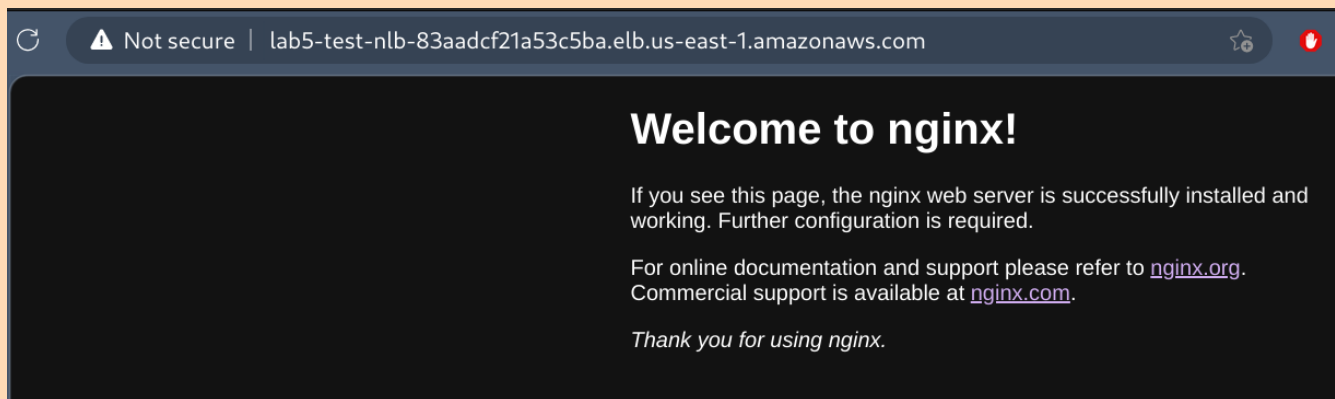 Not secure | lab5-test-nlb-83aadcf21a53c5ba.elb.us-east-1.amazonaws.com
Welcome to nginx!
If you see this page, the nginx web server is successfully installed and
working. Further configuration is required.
For online documentation and support please refer to nginx.org.
Commercial support is available at nginx.com.
Thank you for using nginx.